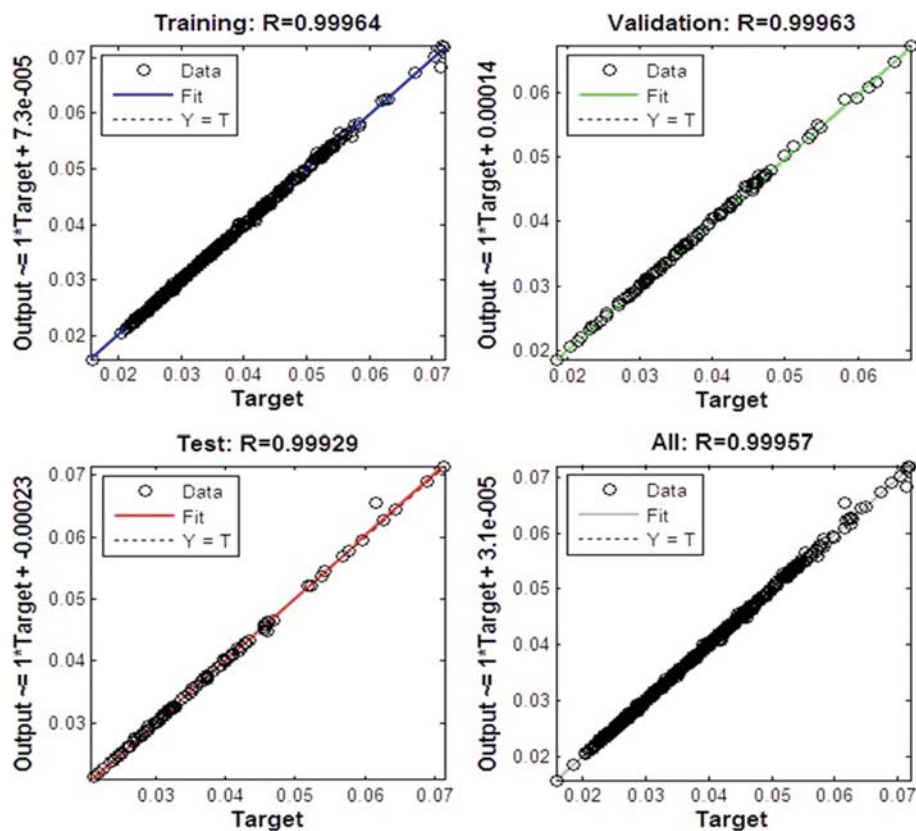 Training: R=0.99964
Output ~= 1*Target + 7.3e-005
0.07
0.06
0.05
0.04
0.03
0.02
Data
Fit
Y = T
0.02 0.03 0.04 0.05 0.06 0.07
Target
Validation: R=0.99963
Output ~= 1*Target + 0.00014
0.06
0.05
0.04
0.03
0.02
Data
Fit
Y = T
0.02 0.03 0.04 0.05 0.06
Target
Test: R=0.99929
Output ~= 1*Target + -0.00023
0.07
0.06
0.05
0.04
0.03
Data
Fit
Y = T
0.03 0.04 0.05 0.06 0.07
Target
All: R=0.99957
Output ~= 1*Target + 3.1e-005
0.07
0.06
0.05
0.04
0.03
0.02
Data
Fit
Y = T
0.02 0.03 0.04 0.05 0.06 0.07
Target